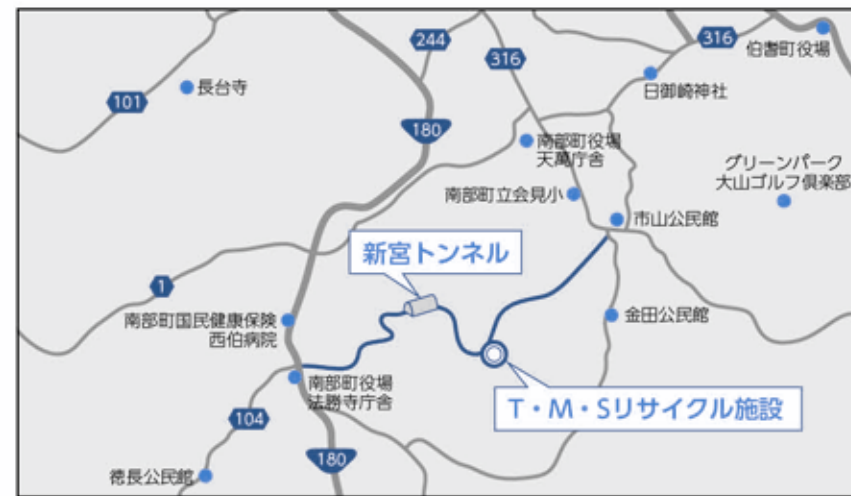 244
316
316
伯耆町役場
日御崎神社
長台寺
101
180
南部町役場
天萬庁舎
グリーンパーク
大山ゴルフ倶楽部
南部町立会見小
市山公民館
新宮トンネル
1
南部町国民健康保険
西伯病院
金田公民館
南部町役場
法勝寺庁舎
T・M・Sリサイクル施設
104
180
徳長公民館